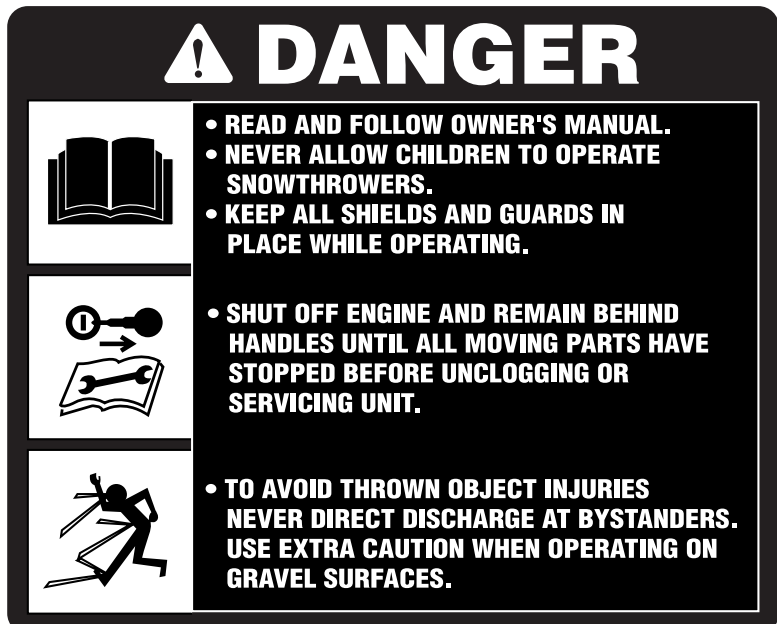 DANGER
• READ AND FOLLOW OWNER'S MANUAL.
• NEVER ALLOW CHILDREN TO OPERATE
SNOWTHROWERS.
• KEEP ALL SHIELDS AND GUARDS IN
PLACE WHILE OPERATING.
• SHUT OFF ENGINE AND REMAIN BEHIND
HANDLES UNTIL ALL MOVING PARTS HAVE
STOPPED BEFORE UNCLOGGING OR
SERVICING UNIT.
• TO AVOID THROWN OBJECT INJURIES
NEVER DIRECT DISCHARGE AT BYSTANDERS.
USE EXTRA CAUTION WHEN OPERATING ON
GRAVEL SURFACES.